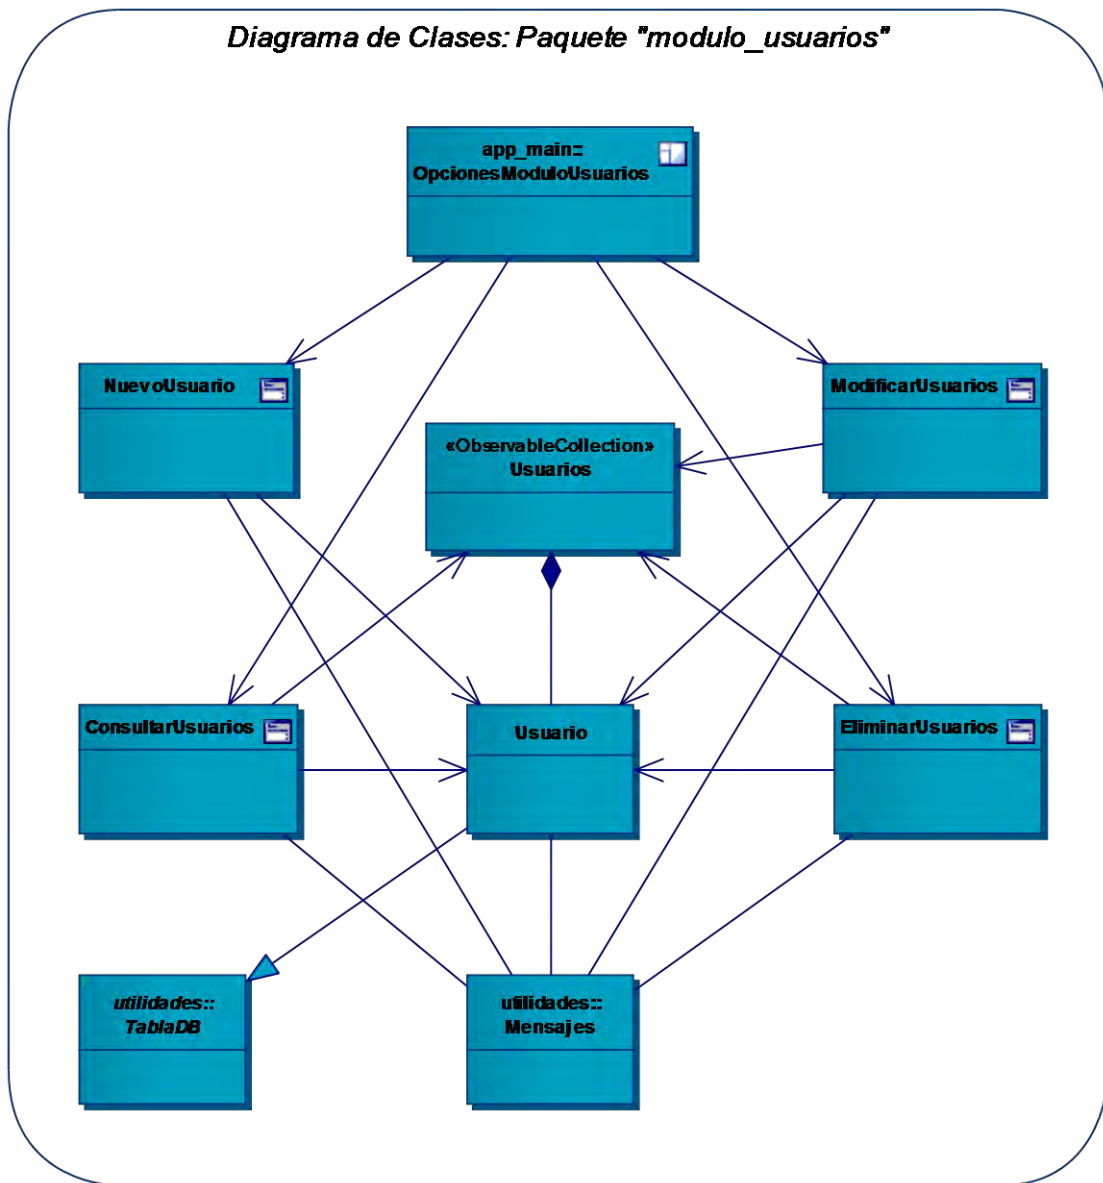 Diagrama de Clases: Paquete "modulo_usuarios"
app_main::
OpcionesModuloUsuarios
NuevoUsuario
ModificarUsuarios
«ObservableCollection»
Usuarios
ConsultarUsuarios
Usuario
EliminarUsuarios
utilidades::
TablaDB
utilidades::
Mensajes